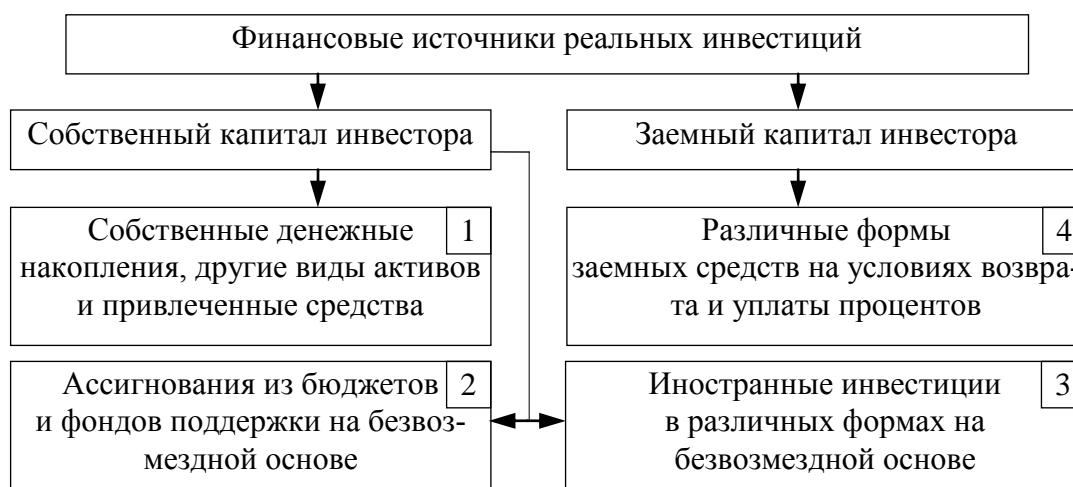 Финансовые источники реальных инвестиций
Собственный капитал инвестора
Заемный капитал инвестора
Собственные денежные
накопления, другие виды активов
и привлеченные средства
1
Различные формы
заемных средств на условиях возвра-
та и уплаты процентов
4
Ассигнования из бюджетов
и фондов поддержки на безвоз-
мездной основе
2
Иностранные инвестиции
в различных формах на
безвозмездной основе
3